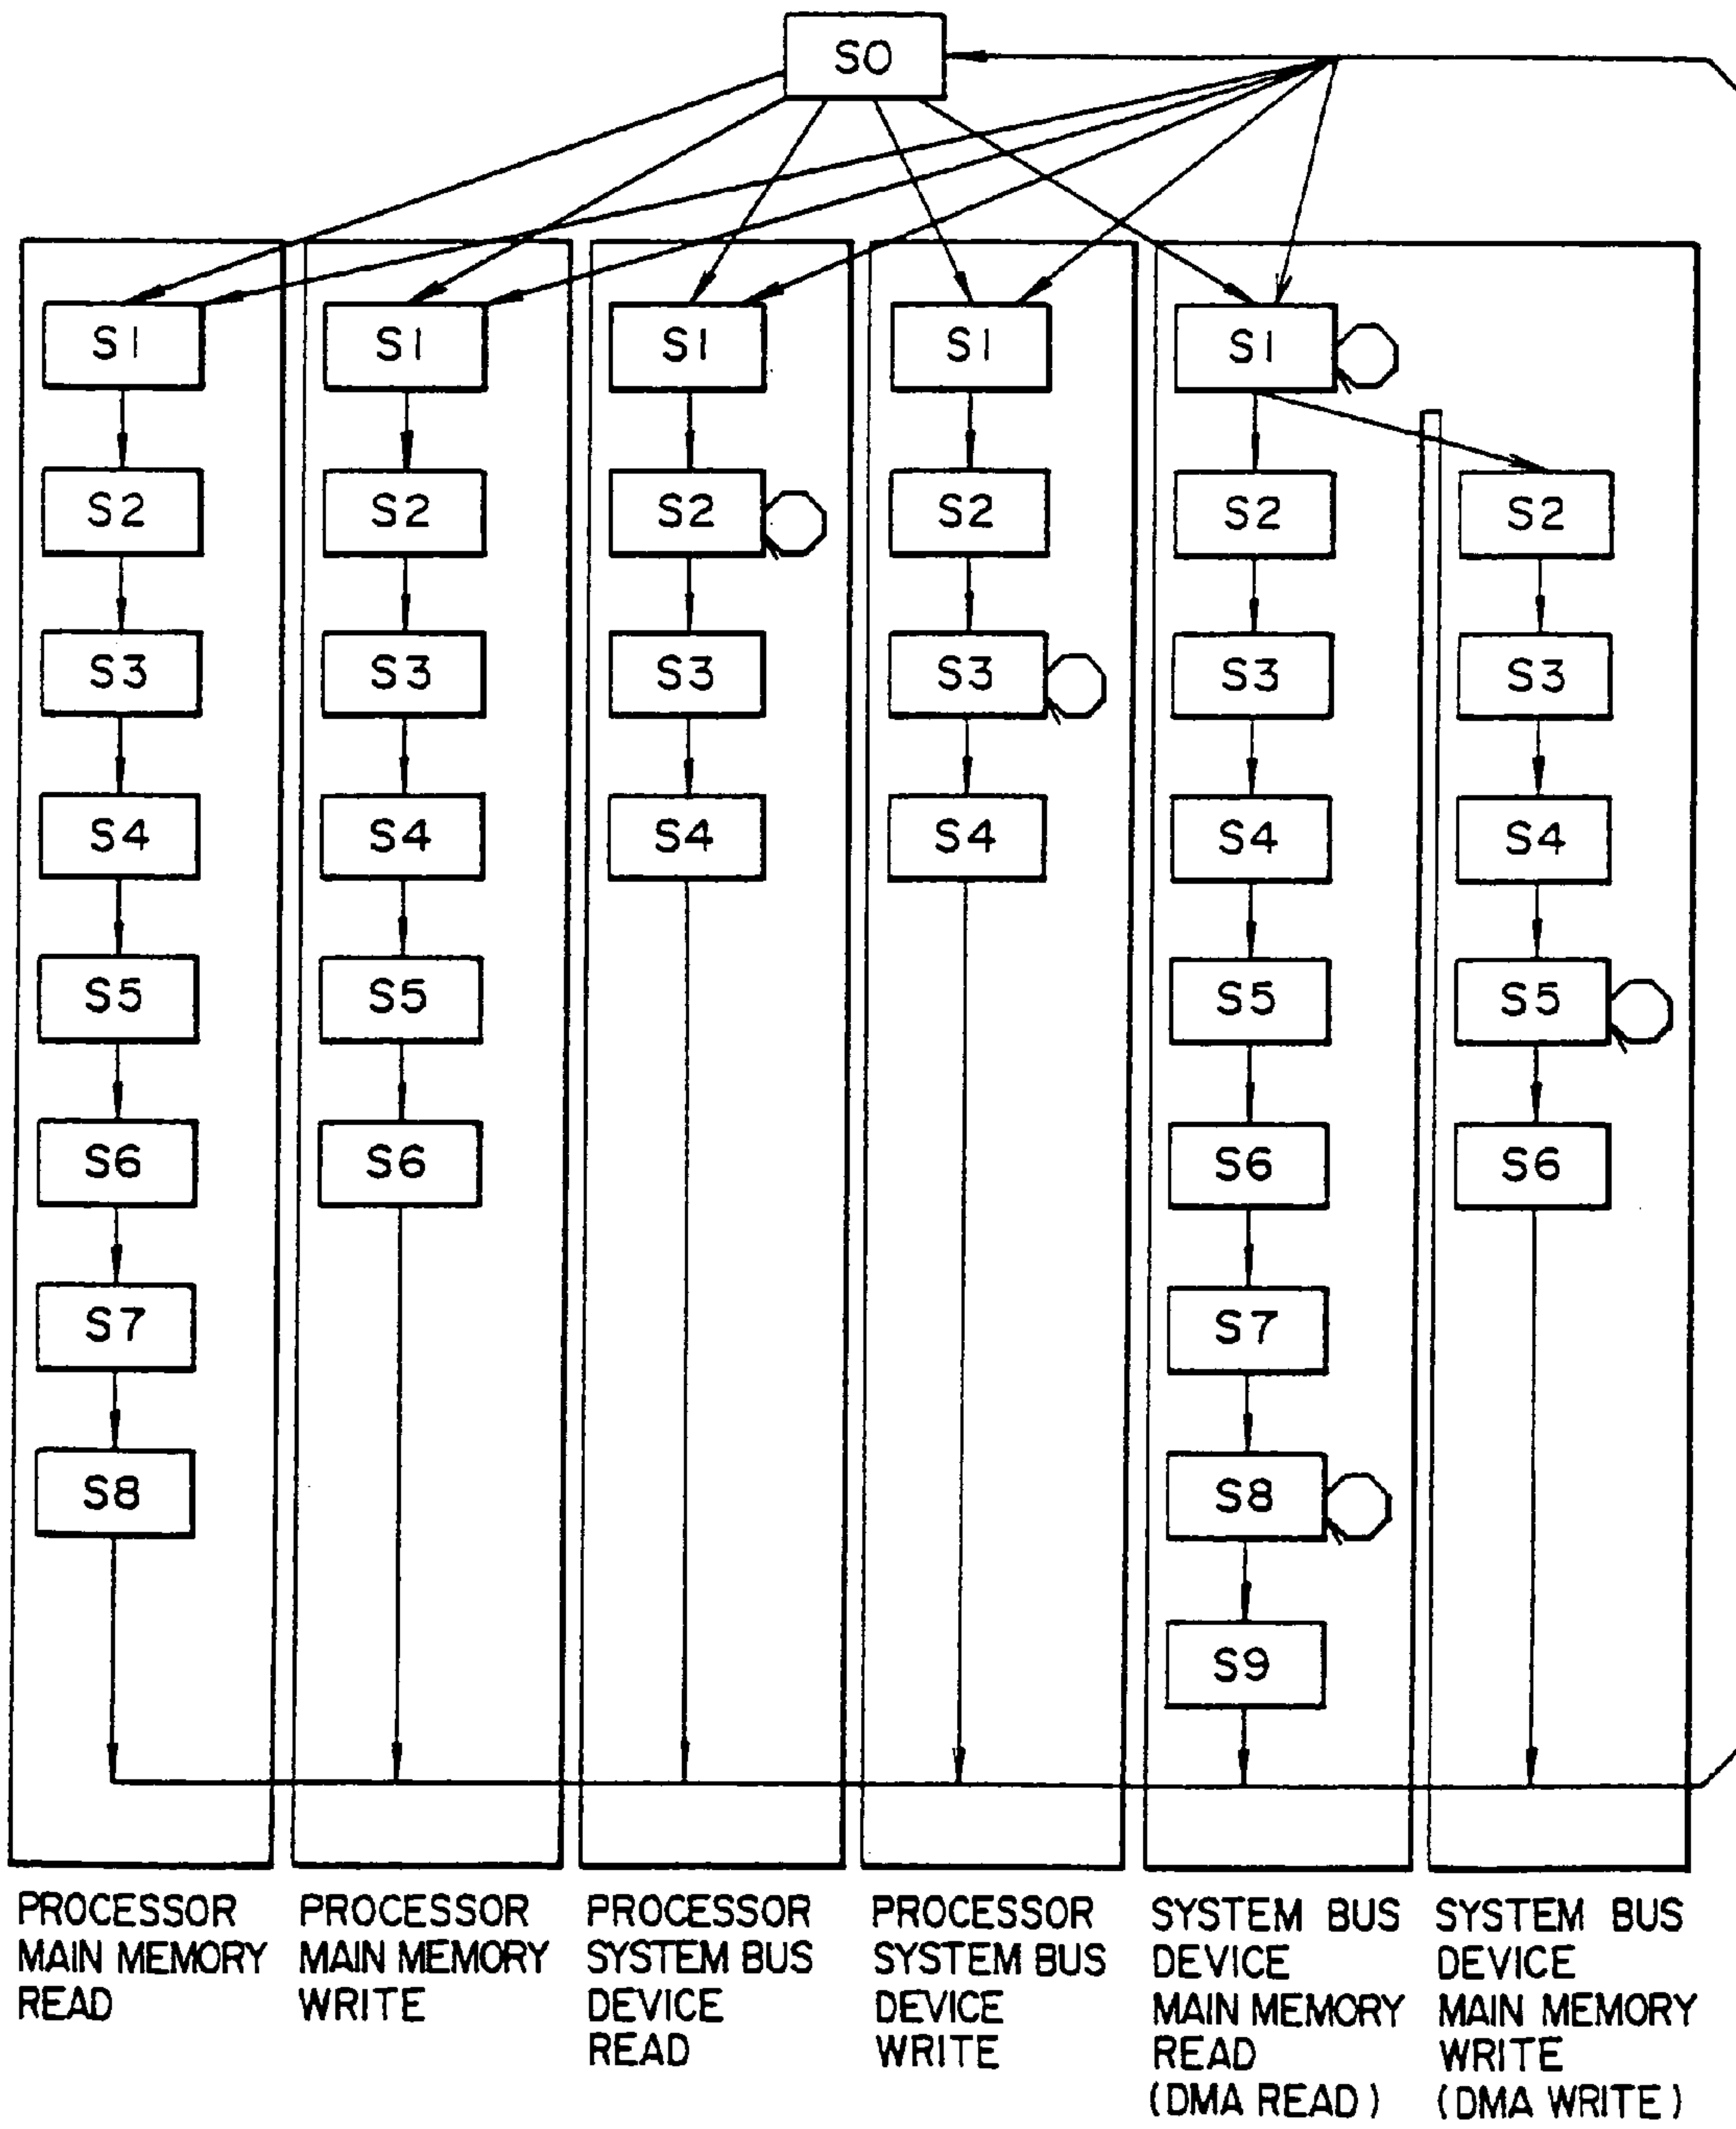 S0
S1
S2
S3
S4
S5
S6
S7
S8
S1
S2
S3
S4
S5
S6
S1
S2
S3
S4
S1
S2
S3
S4
S1
S2
S3
S4
S5
S6
S7
S8
S9
S2
S3
S4
S5
S6
PROCESSOR
MAIN MEMORY
READ
PROCESSOR
MAIN MEMORY
WRITE
PROCESSOR
SYSTEM BUS
DEVICE
READ
PROCESSOR
SYSTEM BUS
DEVICE
WRITE
SYSTEM BUS
DEVICE
MAIN MEMORY
READ
(DMA READ)
SYSTEM BUS
DEVICE
MAIN MEMORY
WRITE
(DMA WRITE)